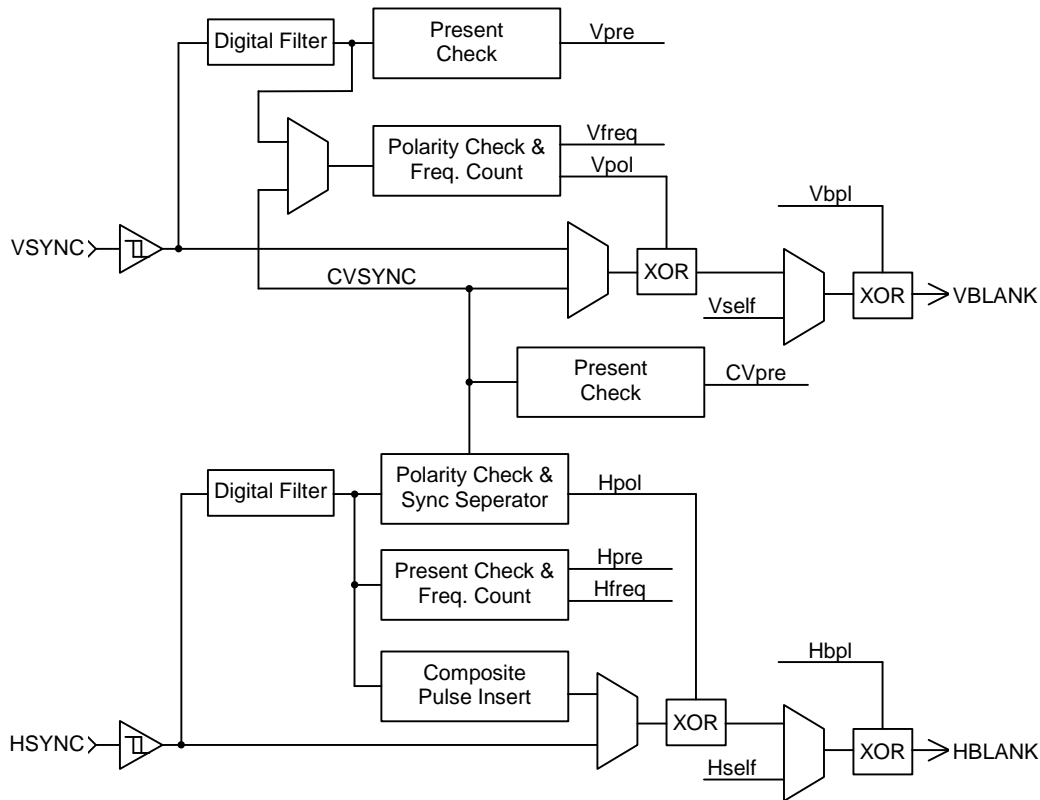 Digital Filter
Present
Check
Vpre
Polarity Check &
Freq. Count
Vfreq
Vpol
Vbpl
VSYNC
CVSYNC
XOR
Vself
XOR
VBLANK
Present
Check
CVpre
Digital Filter
Polarity Check &
Sync Seperator
Hpol
Present Check &
Freq. Count
Hpre
Hfreq
Composite
Pulse Insert
Hbpl
HSYNC
XOR
Hself
XOR
HBLANK